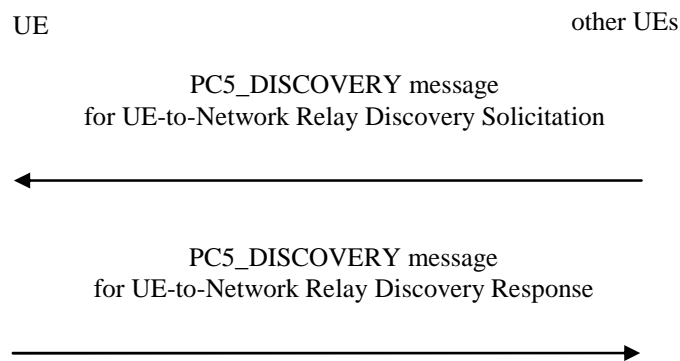 UE
other UEs
PC5_DISCOVERY message
for UE-to-Network Relay Discovery Solicitation
PC5_DISCOVERY message
for UE-to-Network Relay Discovery Response